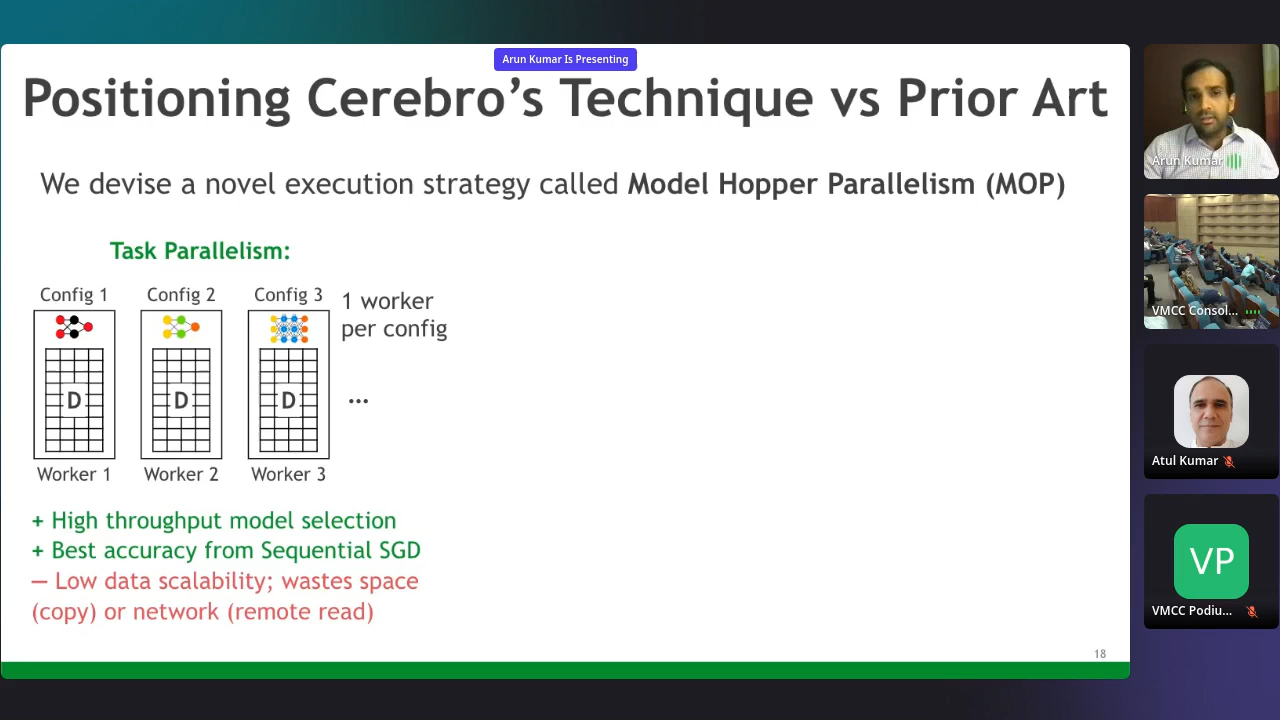 Arun Kumar Is Presenting
Positioning Cerebro's Technique vs Prior Art
We devise a novel execution strategy called Model Hopper Parallelism (MOP)
Task Parallelism:
Config 1 Config 2 Config 3
1 worker
per config
D D D ...
Worker 1 Worker 2 Worker 3
+ High throughput model selection
+ Best accuracy from Sequential SGD
— Low data scalability; wastes space
(copy) or network (remote read)
18
Arun Kumar
VMCC Consol...
Atul Kumar
VP
VMCC Podiu...